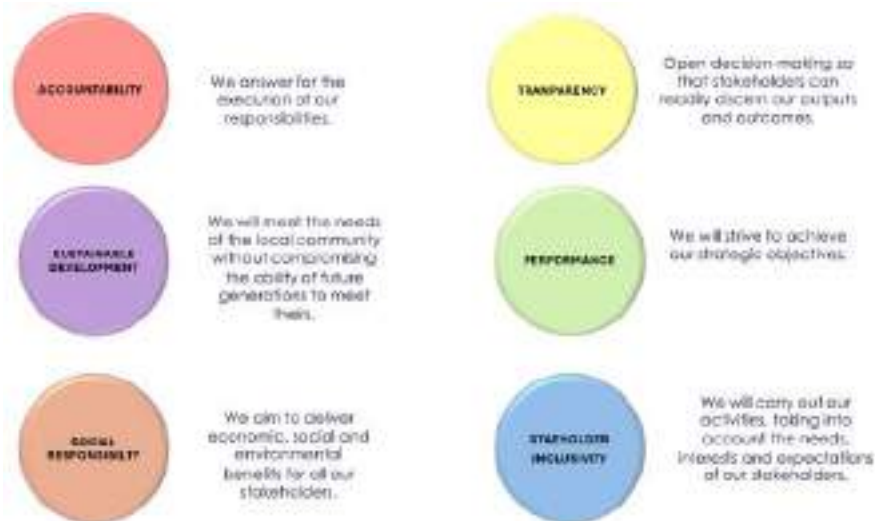 ACCOUNTABILITY
We answer for the
execution of our
responsibilities.
TRANPARENCY
Open decision making so
that stakeholders can
readily discern our outputs
and outcomes.
SUSTAINABLE
DEVELOPMENT
We will meet the needs
of the local community
without compromising
the ability of future
generations to meet
theirs.
PERFORMANCE
We will strive to achieve
our strategic objectives.
SOCIAL
RESPONSIBILTY
We aim to deliver
economic, social and
environmental
benefits for all our
stakeholders.
STAKEHOLDER
INCLUSIVITY
We will carry out our
activities, taking into
account the needs,
interests and expectations
of our stakeholders.